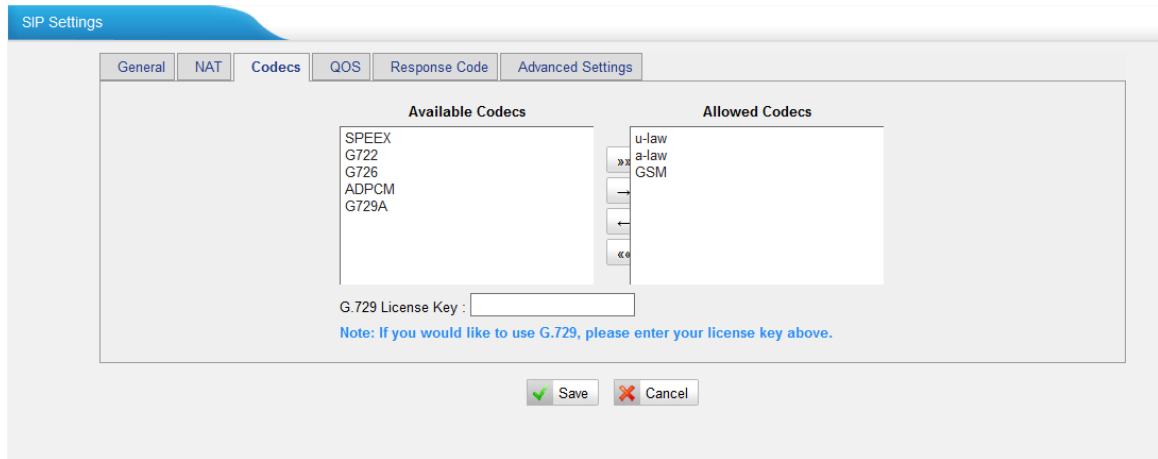 SIP Settings
General NAT Codecs QOS Response Code Advanced Settings
Available Codecs Allowed Codecs
SPEEX
G722
G726
ADPCM
G729A
»»
→
←
««
u-law
a-law
GSM
G.729 License Key :
Note: If you would like to use G.729, please enter your license key above.
Save Cancel